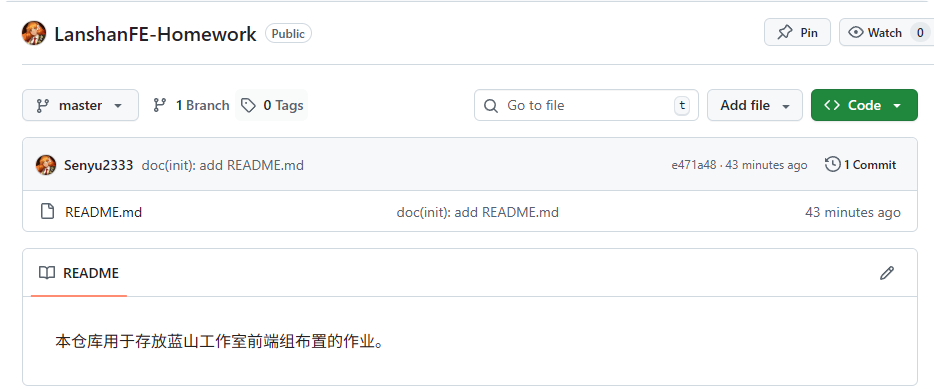 LanshanFE-Homework Public Pin Watch 0
master 1 Branch 0 Tags Go to file t Add file Code
Senyu2333 doc(init): add README.md e471a48 · 43 minutes ago 1 Commit
README.md doc(init): add README.md 43 minutes ago
README
本仓库用于存放蓝山工作室前端组布置的作业。